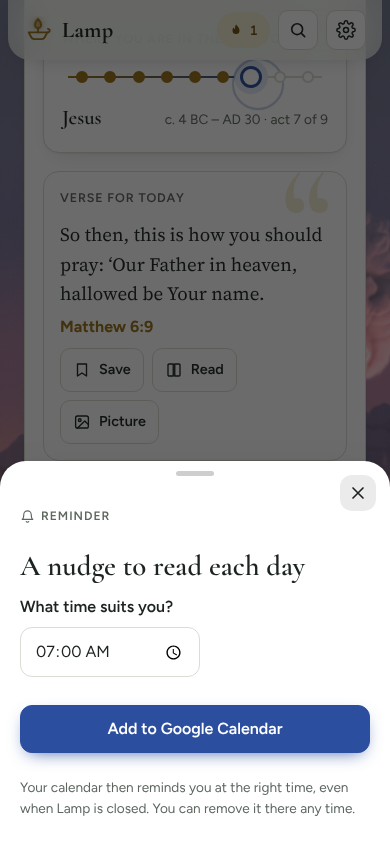 Lamp
1
Jesus
c. 4 BC – AD 30 · act 7 of 9
VERSE FOR TODAY
So then, this is how you should
pray: ‘Our Father in heaven,
hallowed be Your name.
Matthew 6:9
Save
Read
Picture
REMINDER
A nudge to read each day
What time suits you?
07:00 AM
Add to Google Calendar
Your calendar then reminds you at the right time, even
when Lamp is closed. You can remove it there any time.